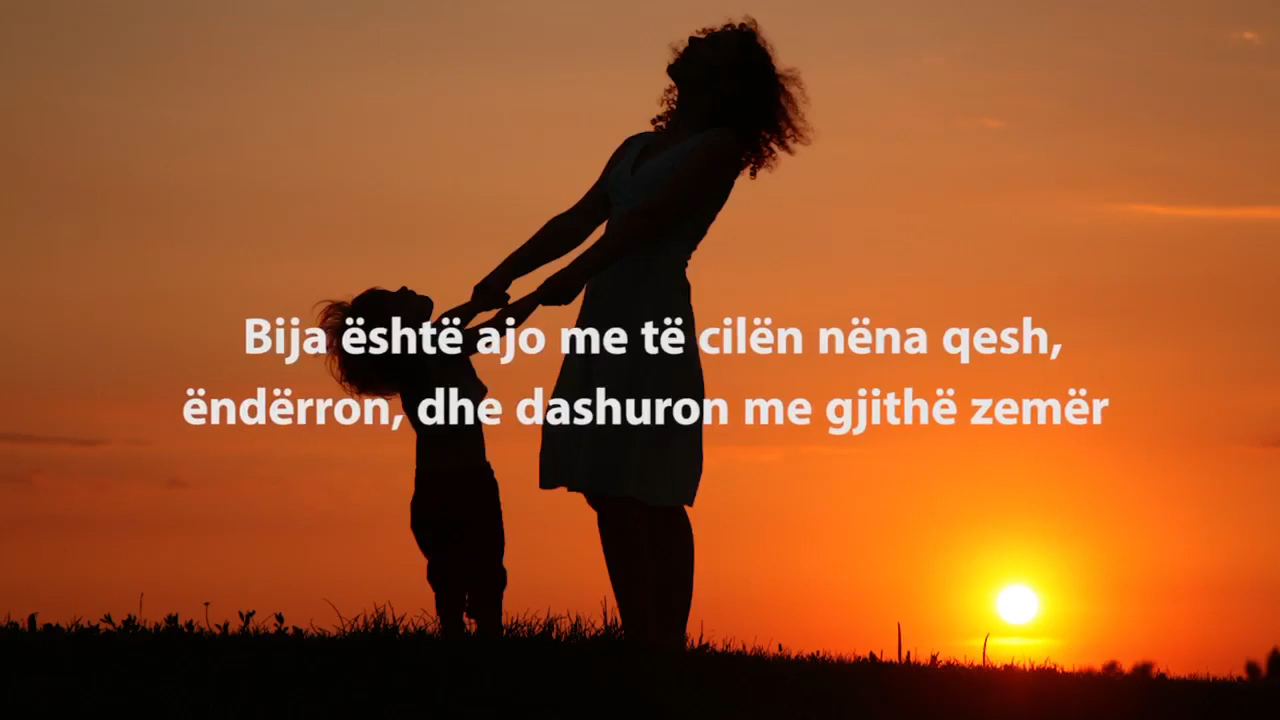 Bija është ajo me të cilën nëna qesh,
ëndërron, dhe dashuron me gjithë zemër